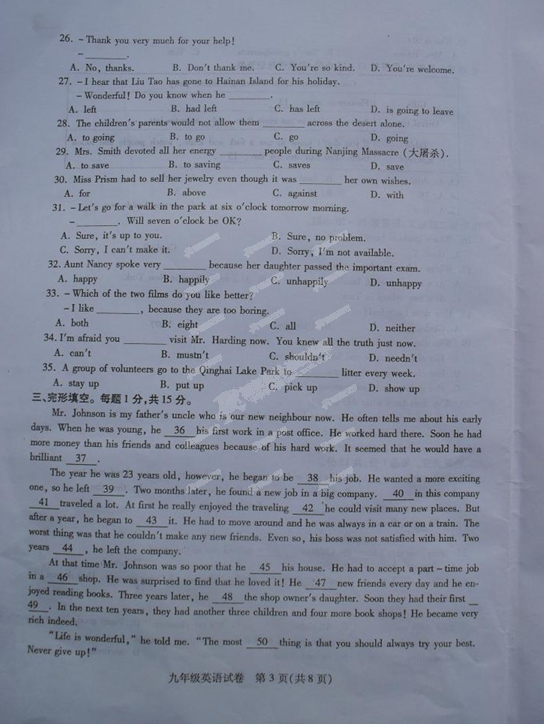 26. -Thank you very much for your help!
-________.
A. No, thanks. B. Don't thank me. C. You're so kind. D. You're welcome.
27. -I hear that Liu Tao has gone to Hainan Island for his holiday.
-Wonderful! Do you know when he ________.
A. left B. had left C. has left D. is going to leave
28. The children's parents would not allow them ________ across the desert alone.
A. to going B. to go C. go D. going
29. Mrs. Smith devoted all her energy ________ people during Nanjing Massacre (大屠杀).
A. to save B. to saving C. saves D. save
30. Miss Prism had to sell her jewelry even though it was ________ her own wishes.
A. for B. above C. against D. with
31. -Let's go for a walk in the park at six o'clock tomorrow morning.
-________. Will seven o'clock be OK?
A. Sure, it's up to you. B. Sure, no problem.
C. Sorry, I can't make it. D. Sorry, I'm not available.
32. Aunt Nancy spoke very ________ because her daughter passed the important exam.
A. happy B. happily C. unhappily D. unhappy
33. -Which of the two films do you like better?
-I like ________, because they are too boring.
A. both B. eight C. all D. neither
34. I'm afraid you ________ visit Mr. Harding now. You knew all the truth just now.
A. can't B. mustn't C. shouldn't D. needn't
35. A group of volunteers go to the Qinghai Lake Park to ________ litter every week.
A. stay up B. put up C. pick up D. show up
三、完形填空。每题1分,共15分。
Mr. Johnson is my father's uncle who is our new neighbour now. He often tells me about his early
days. When he was young, he 36 his first work in a post office. He worked hard there. Soon he had
more money than his friends and colleagues because of his hard work. It seemed that he would have a
brilliant 37 .
The year he was 23 years old, however, he began to be 38 his job. He wanted a more exciting
one, so he left 39 . Two months later, he found a new job in a big company. 40 in this company
41 traveled a lot. At first he really enjoyed the traveling 42 he could visit many new places. But
after a year, he began to 43 it. He had to move around and he was always in a car or on a train. The
worst thing was that he couldn't make any new friends. Even so, his boss was not satisfied with him. Two
years 44 , he left the company.
At that time Mr. Johnson was so poor that he 45 his house. He had to accept a part-time job
in a 46 shop. He was surprised to find that he loved it! He 47 new friends every day and he en-
joyed reading books. Three years later, he 48 the shop owner's daughter. Soon they had their first
49 . In the next ten years, they had another three children and four more book shops! He became very
rich indeed.
"Life is wonderful," he told me. "The most 50 thing is that you should always try your best.
Never give up!"
九年级英语试卷 第3页(共8页)